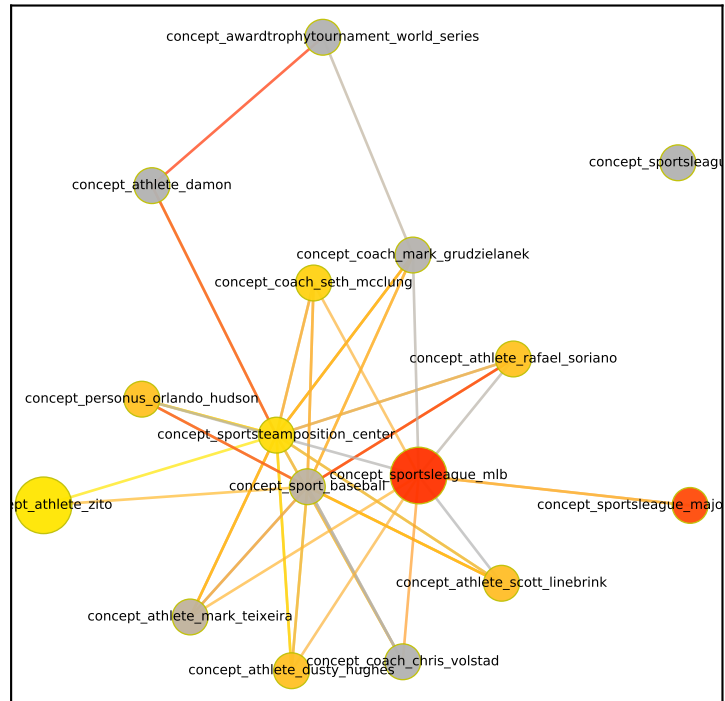 concept_awardtrophytournament_world_series
concept_sportsleagu
concept_athlete_damon
concept_coach_mark_grudzielanek
concept_coach_seth_mcclung
concept_athlete_rafael_soriano
concept_personus_orlando_hudson
concept_sportsteamposition_center
concept_sportsleague_mlb
concept_sport_baseball
ept_athlete_zito
concept_sportsleague_majo
concept_athlete_scott_linebrink
concept_athlete_mark_teixeira
concept_coach_chris_volstad
concept_athlete_dusty_hughes